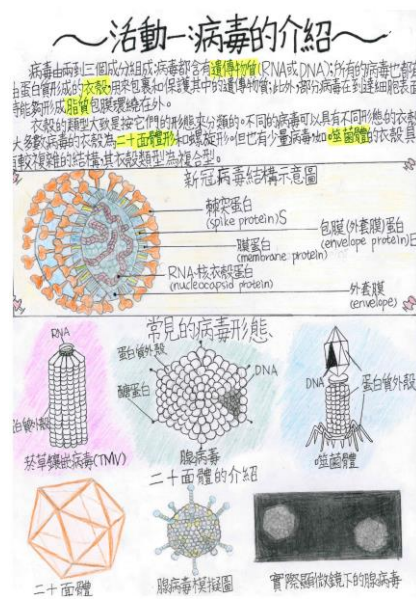 ～活動一:病毒的介紹～
病毒由兩到三個成分組成:病毒都含有遺傳物質(RNA或DNA);所有的病毒也都有
由蛋白質形成的衣殼,用來包裹和保護其中的遺傳物質;此外,部分病毒在到達細胞表面
時能夠形成脂質包膜環繞在外。
衣殼的類型大致是按它們的形態來分類的。不同的病毒可以具有不同形態的衣殼
大多數病毒的衣殼為二十面體形和螺旋形。但也有少量病毒如噬菌體的衣殼具
有較複雜的結構,其衣殼類型為複合型。
新冠病毒結構示意圖
棘突蛋白
(spike protein)S
包膜(外套膜)蛋白
(envelope protein)E
膜蛋白
(membrane protein)
RNA-核衣殼蛋白
(nucleocapsid protein)
外套膜
(envelope)
常見的病毒形態
RNA
蛋白質外殼
菸草鑲嵌病毒(TMV)
蛋白質外殼
DNA
醣蛋白
腺病毒
DNA
蛋白質外殼
噬菌體
二十面體的介紹
二十面體
腺病毒模擬圖
實際顯微鏡下的腺病毒